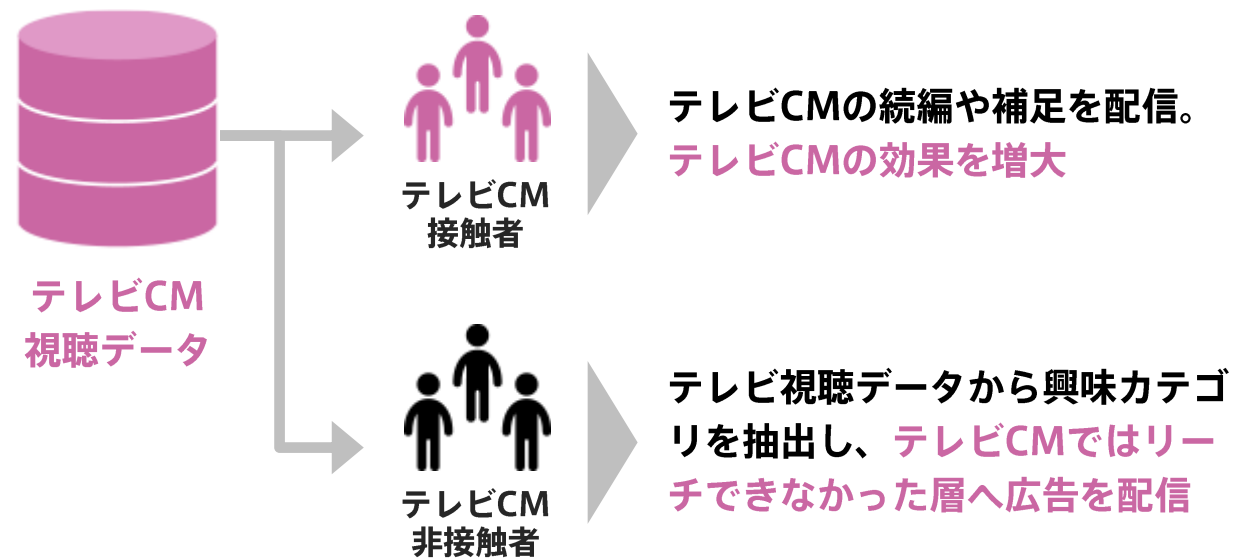 テレビCM
視聴データ
テレビCM
接触者
テレビCMの続編や補足を配信。
テレビCMの効果を増大
テレビCM
非接触者
テレビ視聴データから興味カテゴ
リを抽出し、テレビCMではリー
チできなかった層へ広告を配信